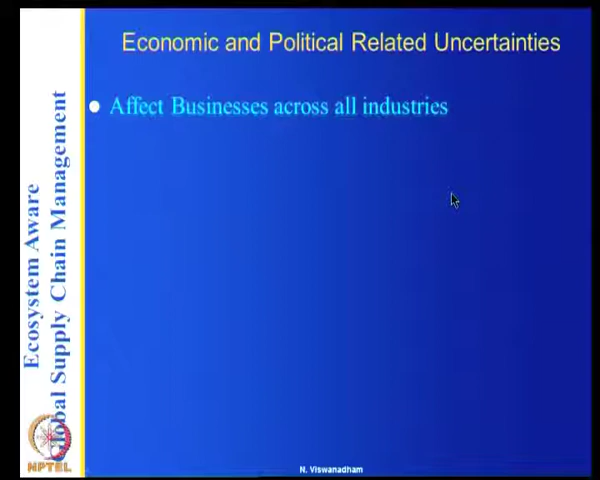 Economic and Political Related Uncertainties
Affect Businesses across all industries
Ecosystem Aware
Global Supply Chain Management
NPTEL
N. Viswanadham